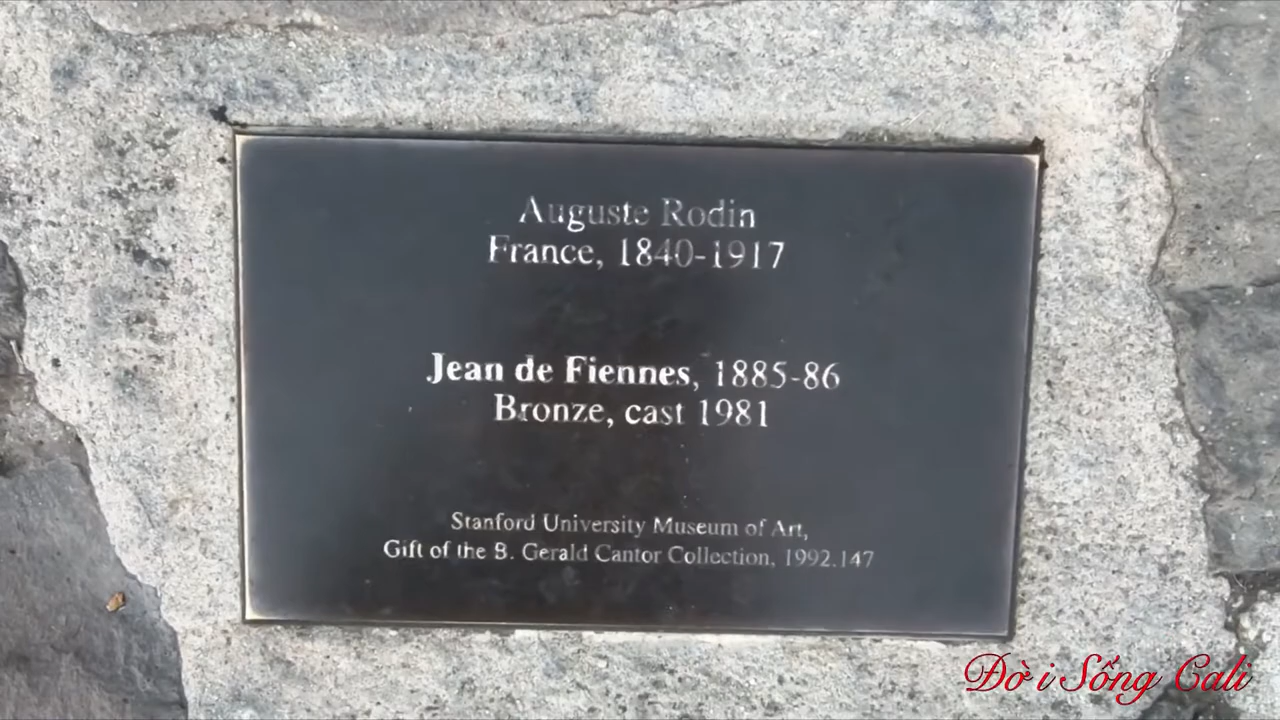 Auguste Rodin
France, 1840-1917
Jean de Fiennes, 1885-86
Bronze, cast 1981
Stanford University Museum of Art,
Gift of the B. Gerald Cantor Collection, 1992.147
Đời Sống Cali